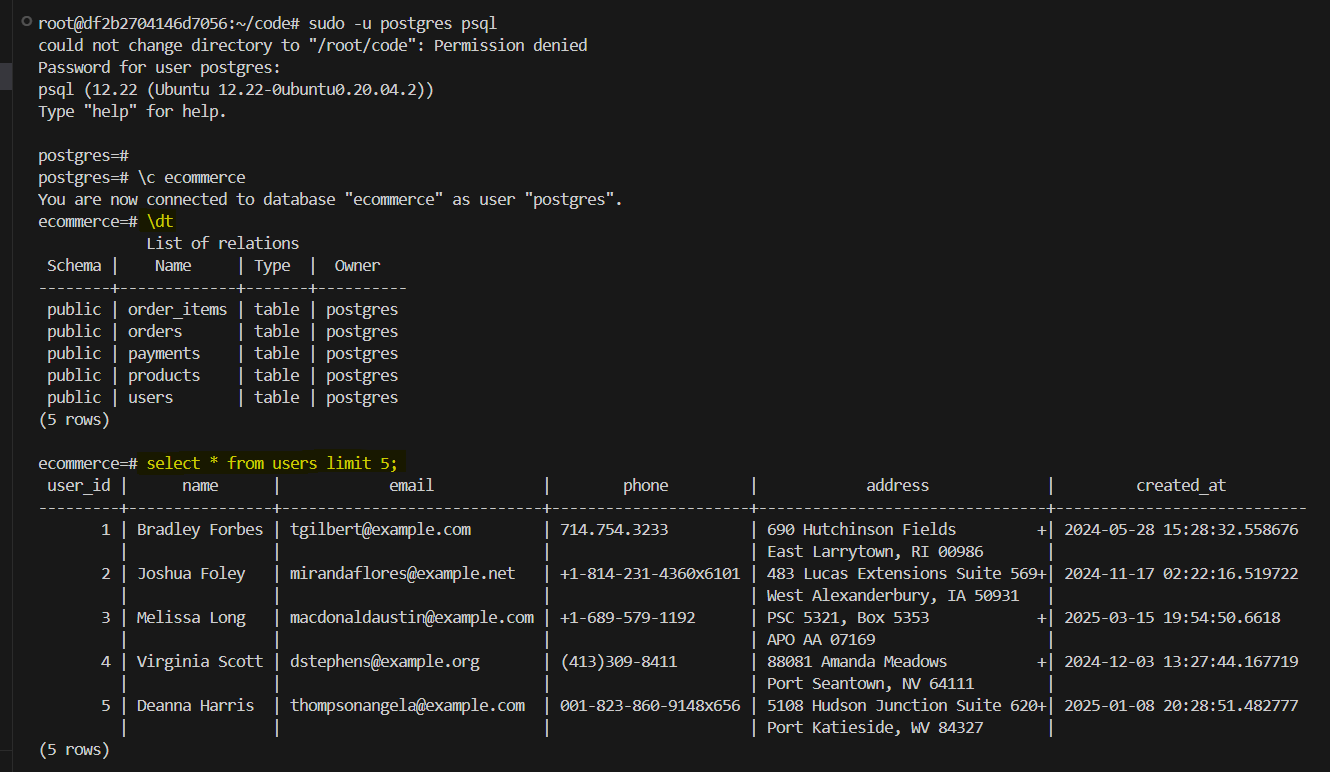 root@df2b2704146d7056:~/code# sudo -u postgres psql
could not change directory to "/root/code": Permission denied
Password for user postgres:
psql (12.22 (Ubuntu 12.22-0ubuntu0.20.04.2))
Type "help" for help.

postgres=#
postgres=# \c ecommerce
You are now connected to database "ecommerce" as user "postgres".
ecommerce=# \dt
            List of relations
 Schema |    Name     | Type  |  Owner
--------+-------------+-------+----------
 public | order_items | table | postgres
 public | orders      | table | postgres
 public | payments    | table | postgres
 public | products    | table | postgres
 public | users       | table | postgres
(5 rows)

ecommerce=# select * from users limit 5;
 user_id |      name      |            email            |        phone         |            address             |         created_at
---------+----------------+-----------------------------+----------------------+--------------------------------+----------------------------
       1 | Bradley Forbes | tgilbert@example.com        | 714.754.3233         | 690 Hutchinson Fields         +| 2024-05-28 15:28:32.558676
         |                |                             |                      | East Larrytown, RI 00986       |
       2 | Joshua Foley   | mirandaflores@example.net   | +1-814-231-4360x6101 | 483 Lucas Extensions Suite 569+| 2024-11-17 02:22:16.519722
         |                |                             |                      | West Alexanderbury, IA 50931   |
       3 | Melissa Long   | macdonaldaustin@example.com | +1-689-579-1192      | PSC 5321, Box 5353            +| 2025-03-15 19:54:50.6618
         |                |                             |                      | APO AA 07169                   |
       4 | Virginia Scott | dstephens@example.org       | (413)309-8411        | 88081 Amanda Meadows          +| 2024-12-03 13:27:44.167719
         |                |                             |                      | Port Seantown, NV 64111        |
       5 | Deanna Harris  | thompsonangela@example.com  | 001-823-860-9148x656 | 5108 Hudson Junction Suite 620+| 2025-01-08 20:28:51.482777
         |                |                             |                      | Port Katieside, WV 84327       |
(5 rows)